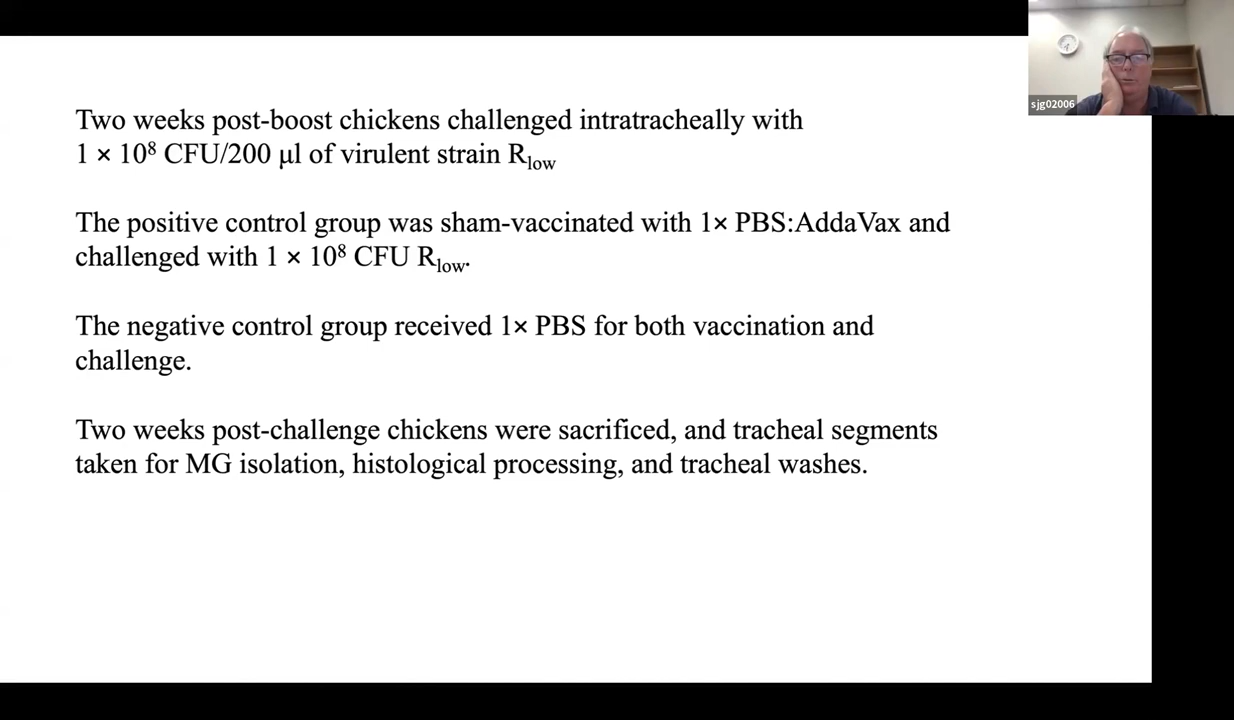 Two weeks post-boost chickens challenged intratracheally with
1 × 10⁸ CFU/200 µl of virulent strain Rlow
The positive control group was sham-vaccinated with 1× PBS:AddaVax and
challenged with 1 × 10⁸ CFU Rlow.
The negative control group received 1× PBS for both vaccination and
challenge.
Two weeks post-challenge chickens were sacrificed, and tracheal segments
taken for MG isolation, histological processing, and tracheal washes.
sjg02006